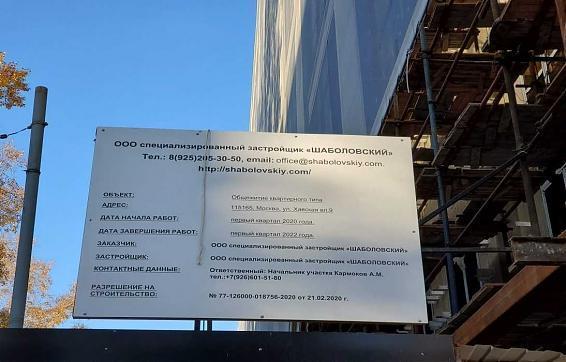 ООО специализированный застройщик «ШАБОЛОВСКИЙ»
Тел.: 8(925)205-30-50, email: office@shabolovskiy.com.
http://shabolovskiy.com/
ОБЪЕКТ: Общежитие квартирного типа
АДРЕС: 115165, Москва, ул. Хавская вл.9
ДАТА НАЧАЛА РАБОТ: первый квартал 2020 года.
ДАТА ЗАВЕРШЕНИЯ РАБОТ: первый квартал 2022 года.
ЗАКАЗЧИК: ООО специализированный застройщик «ШАБОЛОВСКИЙ»
ЗАСТРОЙЩИК: ООО специализированный застройщик «ШАБОЛОВСКИЙ»
КОНТАКТНЫЕ ДАННЫЕ: Ответственный: Начальник участка Кармоков А.М.
тел.:+7(926)601-51-80
РАЗРЕШЕНИЕ НА
СТРОИТЕЛЬСТВО: № 77-126000-018756-2020 от 21.02.2020 г.